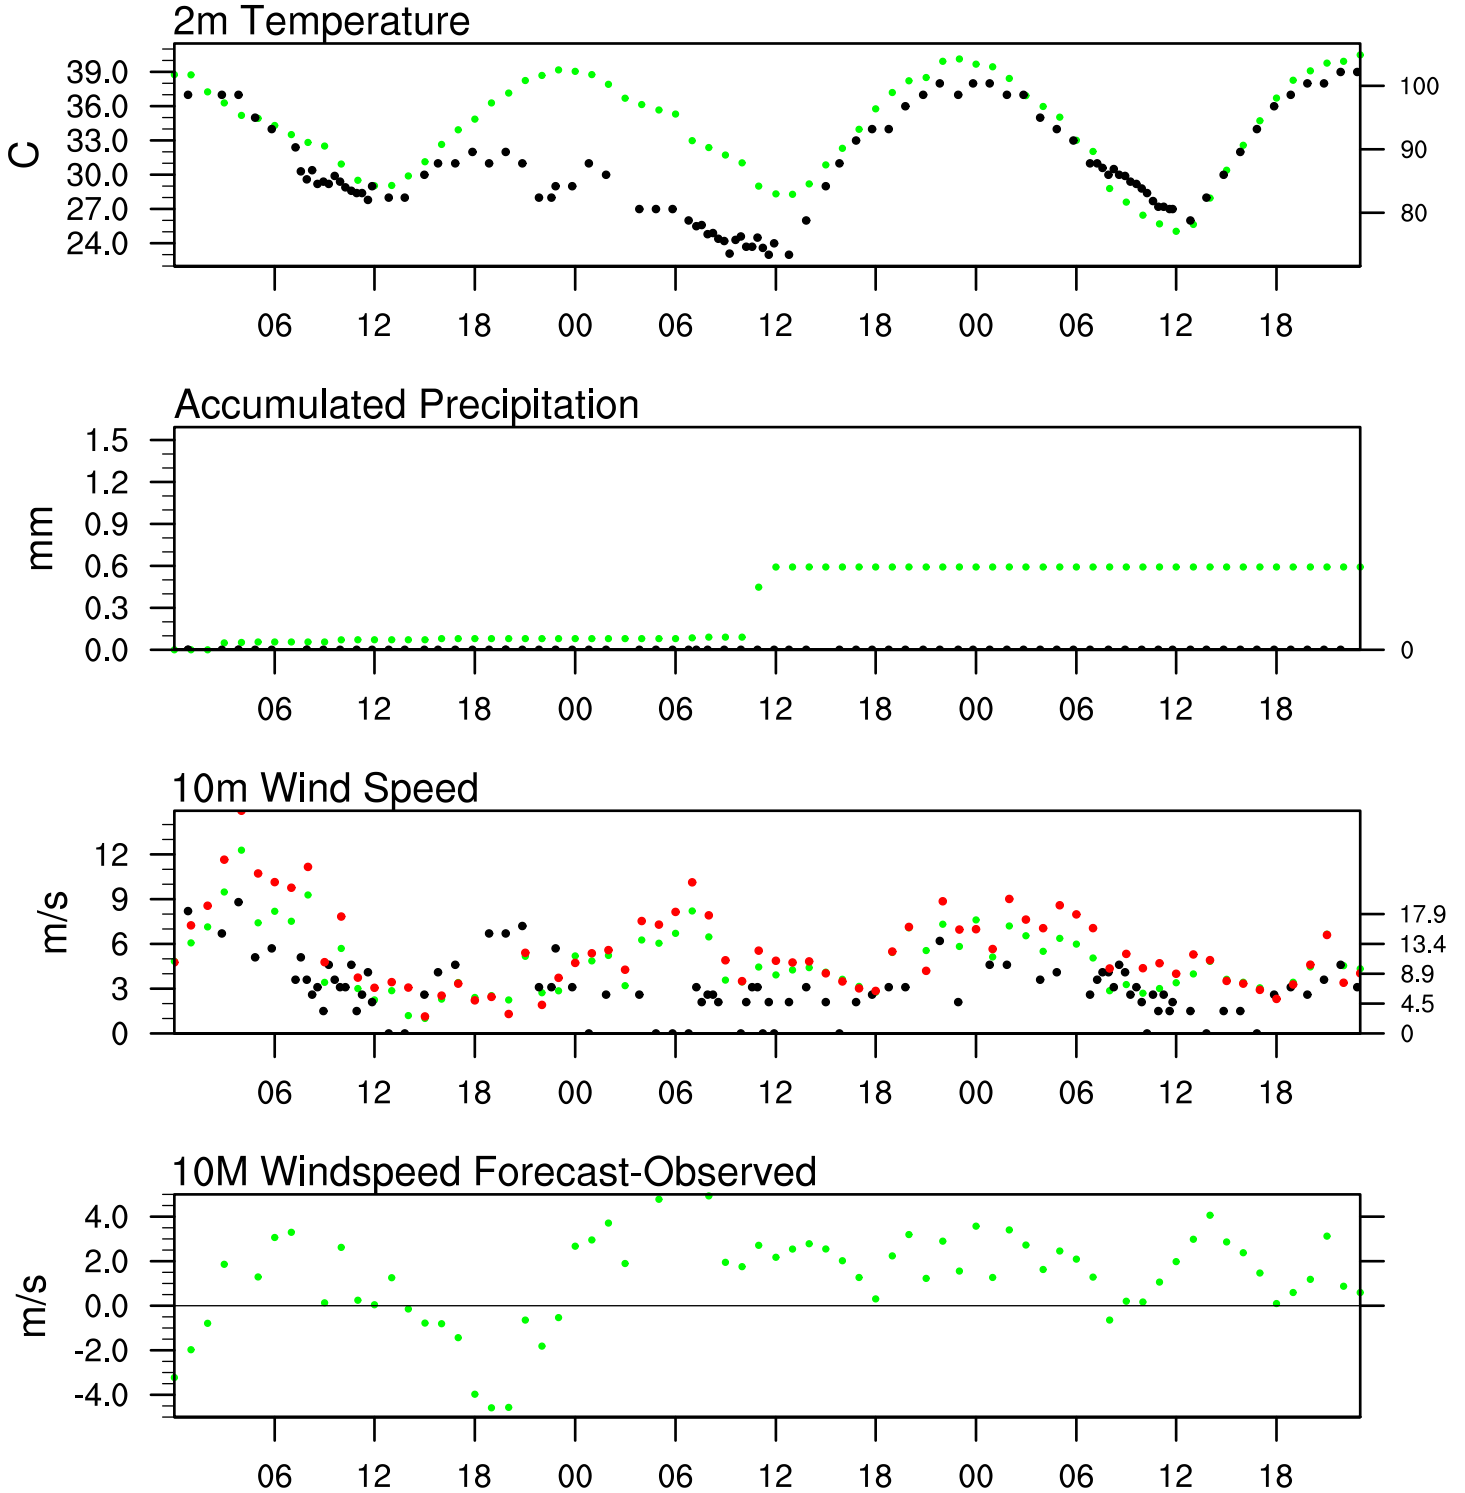 2m Temperature
39.0
36.0
33.0
30.0
27.0
24.0
C
100
90
80
06 12 18 00 06 12 18 00 06 12 18
Accumulated Precipitation
1.5
1.2
0.9
0.6
0.3
0.0
mm
0
06 12 18 00 06 12 18 00 06 12 18
10m Wind Speed
12
9
6
3
0
m/s
17.9
13.4
8.9
4.5
0
06 12 18 00 06 12 18 00 06 12 18
10M Windspeed Forecast-Observed
4.0
2.0
0.0
-2.0
-4.0
m/s
06 12 18 00 06 12 18 00 06 12 18